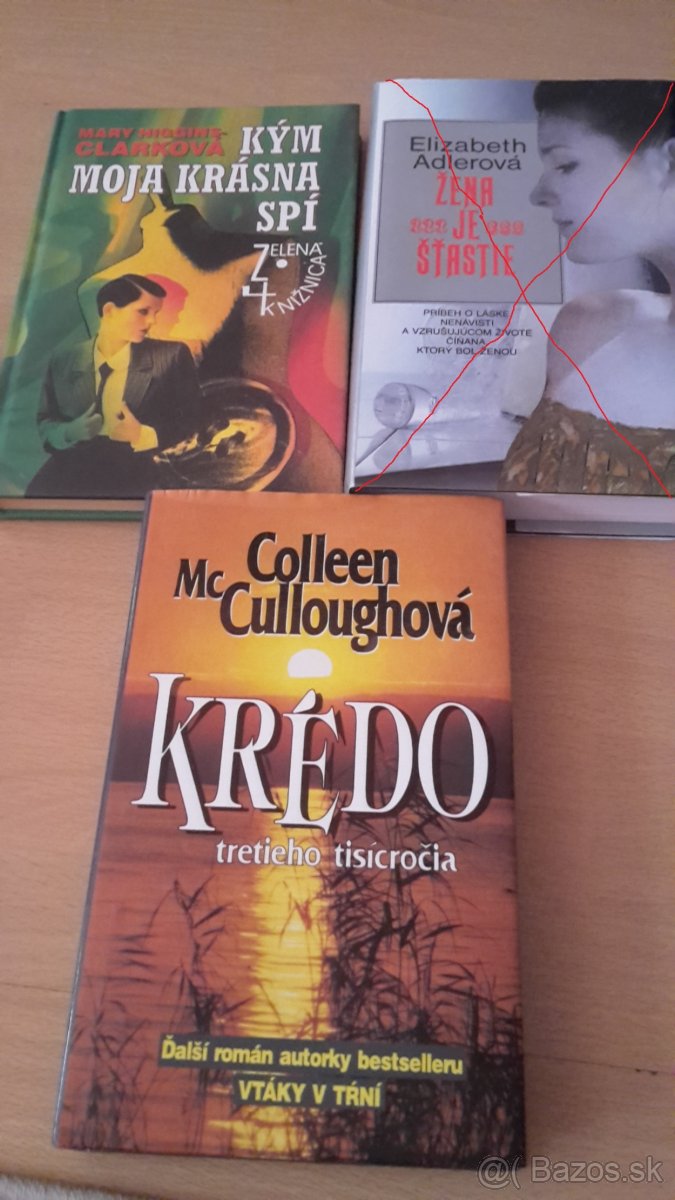 MARY HIGGINS-
CLARKOVÁ
KÝM
MOJA KRÁSNA
SPÍ
ZELENÁ
KNIŽNICA
Elizabeth
Adlerová
ŽENA
JE
ŠŤASTIE
PRÍBEH O LÁSKE,
NENÁVISTI
A VZRUŠUJÚCOM ŽIVOTE
ČÍŇANA,
KTORÝ BOL ŽENOU
Colleen
McCulloughová
KRÉDO
tretieho tisícročia
Ďalší román autorky bestselleru
VTÁKY V TŔNÍ
@( Bazos.sk